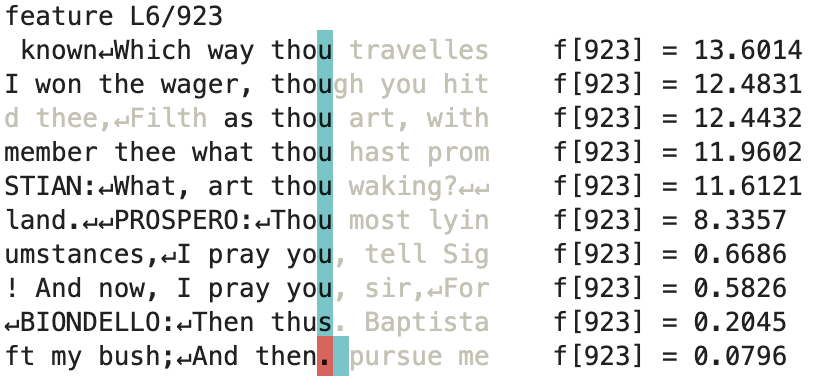 feature L6/923
known↵Which way thou travelles f[923] = 13.6014
I won the wager, though you hit f[923] = 12.4831
d thee,↵Filth as thou art, with f[923] = 12.4432
member thee what thou hast prom f[923] = 11.9602
STIAN:↵What, art thou waking?↵↵ f[923] = 11.6121
land.↵↵PROSPERO:↵Thou most lyin f[923] = 8.3357
umstances,↵I pray you, tell Sig f[923] = 0.6686
! And now, I pray you, sir,↵For f[923] = 0.5826
↵BIONDELLO:↵Then thus. Baptista f[923] = 0.2045
ft my bush;↵And then. pursue me f[923] = 0.0796